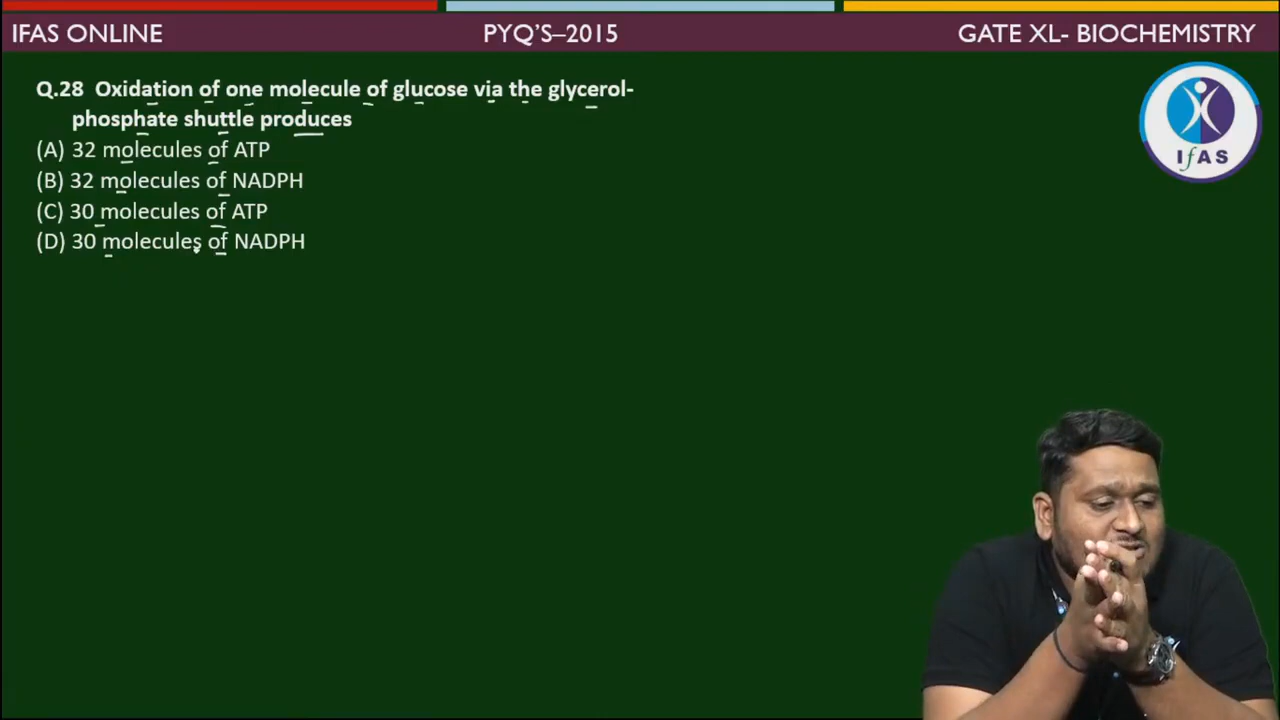 IFAS ONLINE
PYQ'S–2015
GATE XL- BIOCHEMISTRY
Q.28 Oxidation of one molecule of glucose via the glycerol-
phosphate shuttle produces
(A) 32 molecules of ATP
(B) 32 molecules of NADPH
(C) 30 molecules of ATP
(D) 30 molecules of NADPH
IfAS